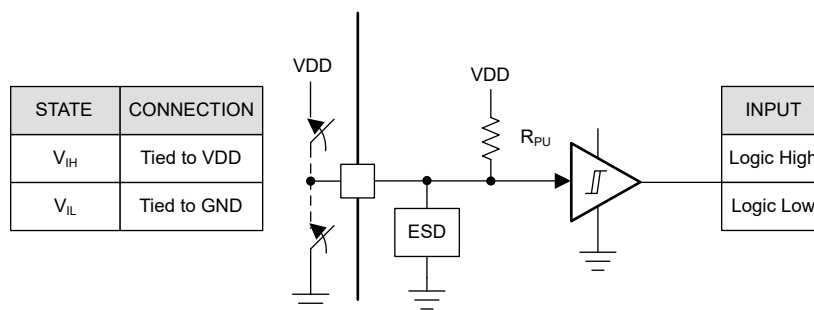 VDD
VDD
STATE CONNECTION
V_IH Tied to VDD
V_IL Tied to GND
R_PU
ESD
INPUT
Logic High
Logic Low